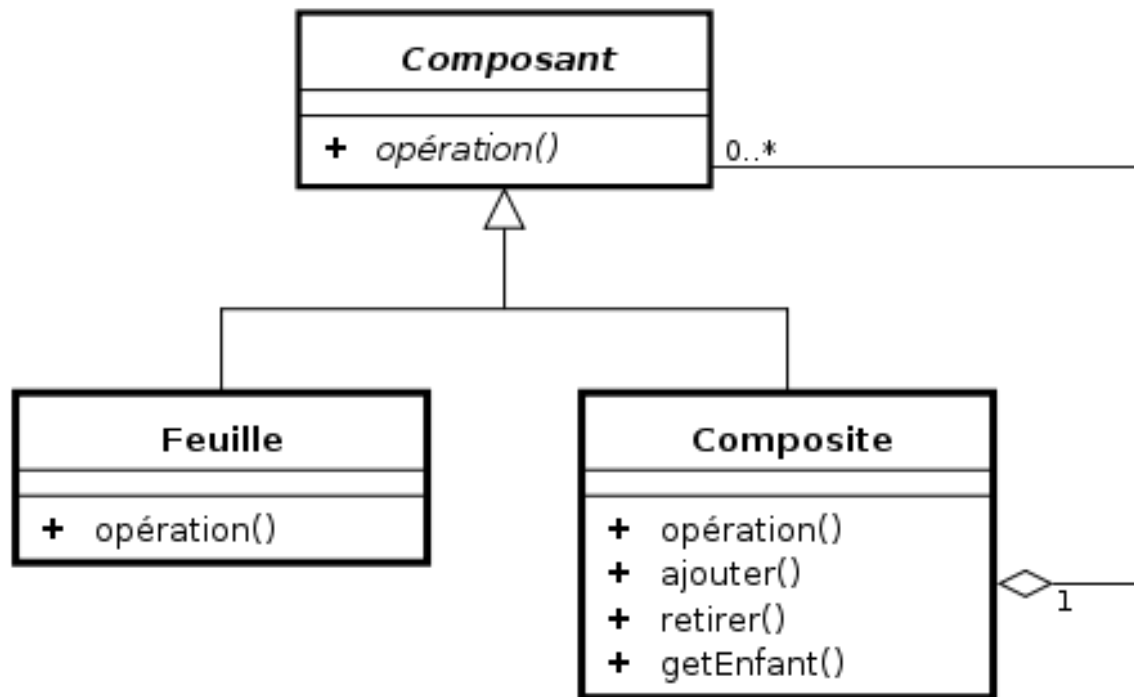 Composant
+ opération()
0..*
Feuille
+ opération()
Composite
+ opération()
+ ajouter()
+ retirer()
+ getEnfant()
1